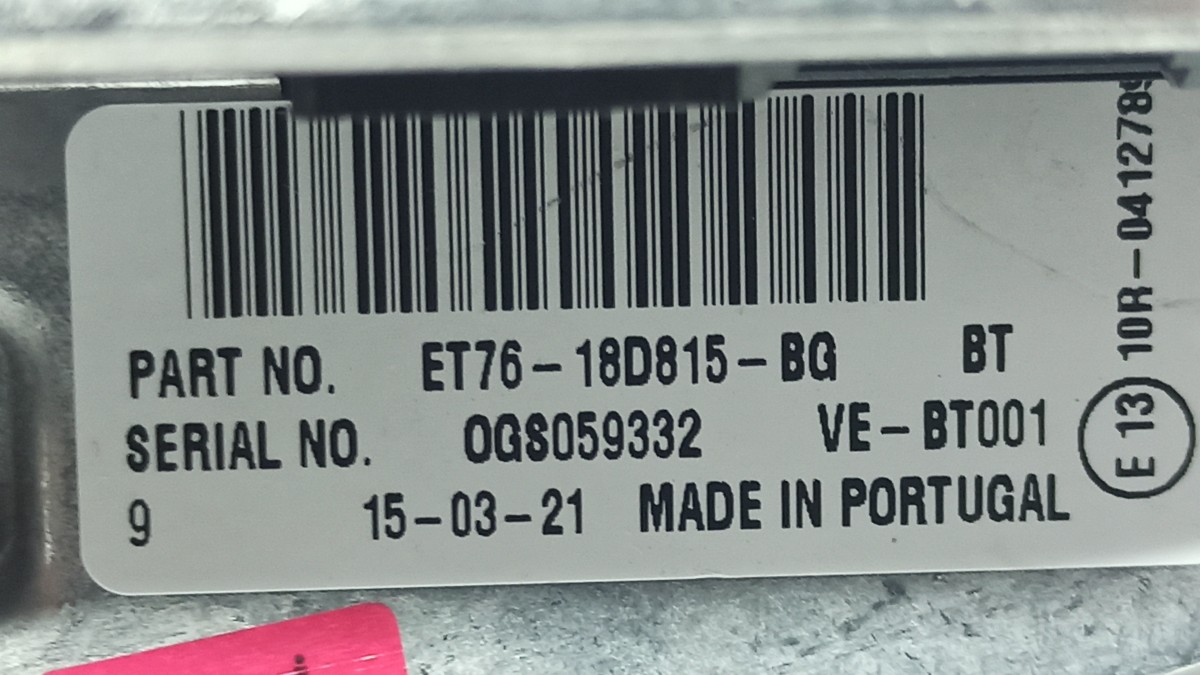 PART NO. ET76-18D815-BG BT
SERIAL NO. OGS059332 VE-BT001
9 15-03-21 MADE IN PORTUGAL
E 13
10R-0412789